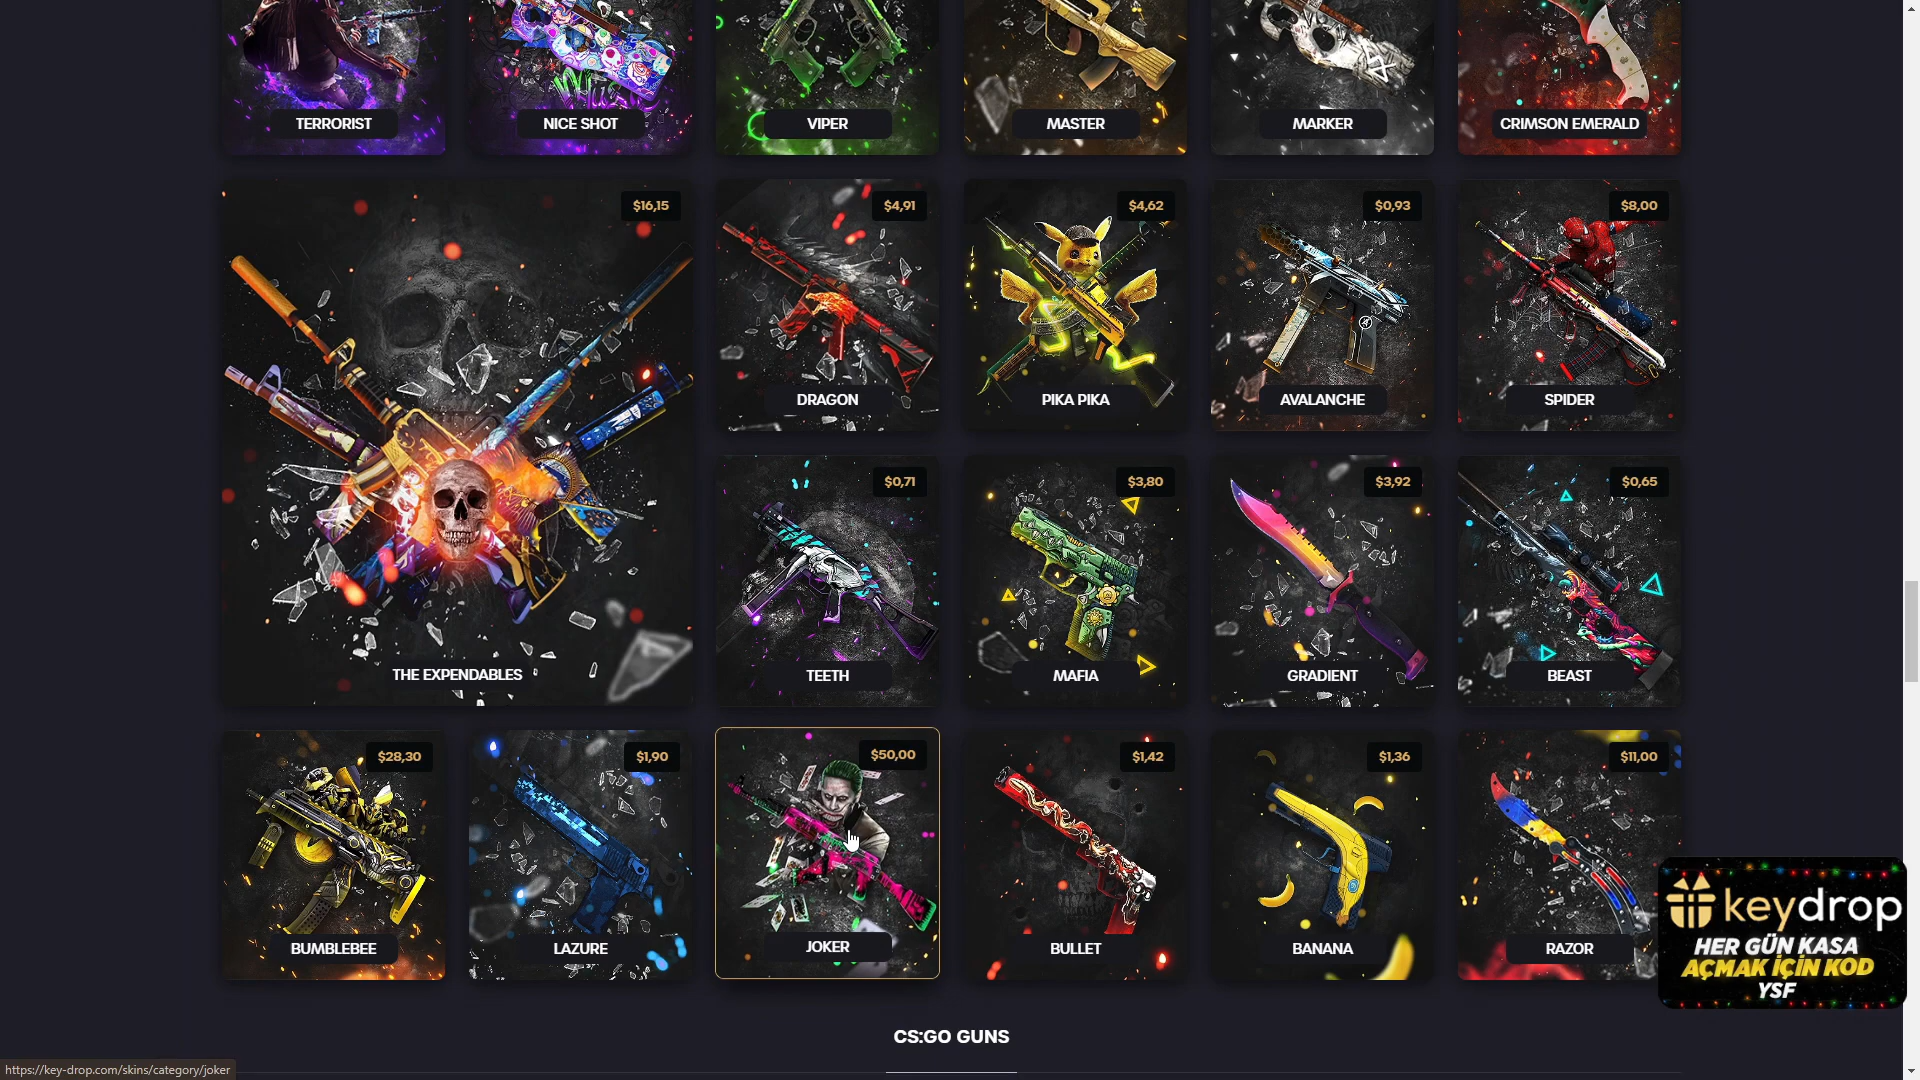 TERRORIST
NICE SHOT
VIPER
MASTER
MARKER
CRIMSON EMERALD
$16,15
$4,91
$4,62
$0,93
$8,00
DRAGON
PIKA PIKA
AVALANCHE
SPIDER
$0,71
$3,80
$3,92
$0,65
THE EXPENDABLES
TEETH
MAFIA
GRADIENT
BEAST
$28,30
$1,90
$50,00
$1,42
$1,36
$11,00
BUMBLEBEE
LAZURE
JOKER
BULLET
BANANA
RAZOR
keydrop
HER GÜN KASA
AÇMAK İÇİN KOD
YSF
CS:GO GUNS
https://key-drop.com/skins/category/joker